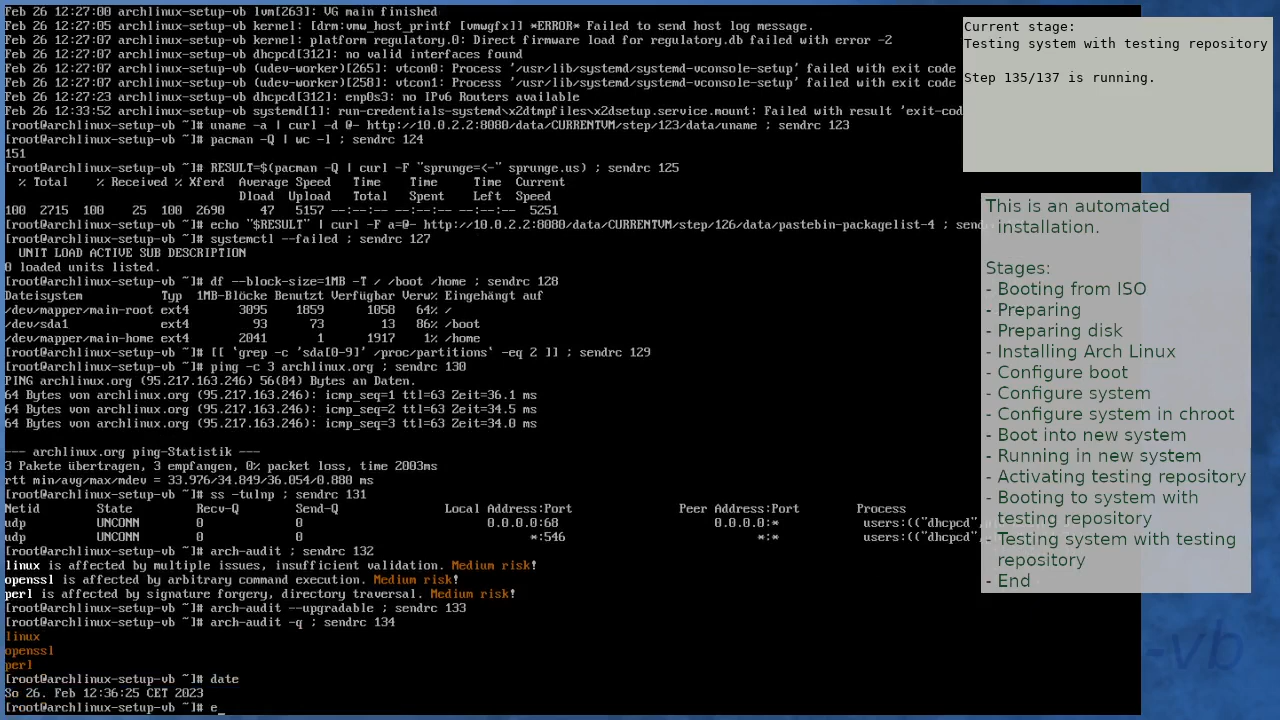 Feb 26 12:27:00 archlinux-setup-vb lvm[263]: VG main finished
Feb 26 12:27:05 archlinux-setup-vb kernel: [drm:vmw_host_printf [vmwgfx]] *ERROR* Failed to send host log message.
Feb 26 12:27:07 archlinux-setup-vb kernel: platform regulatory.0: Direct firmware load for regulatory.db failed with error -2
Feb 26 12:27:07 archlinux-setup-vb dhcpcd[312]: no valid interfaces found
Feb 26 12:27:07 archlinux-setup-vb (udev-worker)[265]: vtcon0: Process '/usr/lib/systemd/systemd-vconsole-setup' failed with exit code
Feb 26 12:27:07 archlinux-setup-vb (udev-worker)[258]: vtcon1: Process '/usr/lib/systemd/systemd-vconsole-setup' failed with exit code
Feb 26 12:27:23 archlinux-setup-vb dhcpcd[312]: enp0s3: no IPv6 Routers available
Feb 26 12:33:52 archlinux-setup-vb systemd[1]: run-credentials-systemd\x2dtmpfiles\x2dsetup.service.mount: Failed with result 'exit-cod
[root@archlinux-setup-vb ~]# uname -a | curl -d @- http://10.0.2.2:8080/data/CURRENTVM/step/123/data/uname ; sendrc 123
[root@archlinux-setup-vb ~]# pacman -Q | wc -l ; sendrc 124
151
[root@archlinux-setup-vb ~]# RESULT=$(pacman -Q | curl -F "sprunge=<-" sprunge.us) ; sendrc 125
% Total % Received % Xferd Average Speed Time Time Time Current
Dload Upload Total Spent Left Speed
100 2715 100 25 100 2690 47 5157 --:--:-- --:--:-- --:--:-- 5251
[root@archlinux-setup-vb ~]# echo "$RESULT" | curl -F a=@- http://10.0.2.2:8080/data/CURRENTVM/step/126/data/pastebin-packagelist-4 ; send
[root@archlinux-setup-vb ~]# systemctl --failed ; sendrc 127
UNIT LOAD ACTIVE SUB DESCRIPTION
0 loaded units listed.
[root@archlinux-setup-vb ~]# df --block-size=1MB -T / /boot /home ; sendrc 128
Dateisystem Typ 1MB-Blöcke Benutzt Verfügbar Verw% Eingehängt auf
/dev/mapper/main-root ext4 3095 1859 1058 64% /
/dev/sda1 ext4 93 73 13 86% /boot
/dev/mapper/main-home ext4 2041 1 1917 1% /home
[root@archlinux-setup-vb ~]# [[ `grep -c 'sda[0-9]' /proc/partitions` -eq 2 ]] ; sendrc 129
[root@archlinux-setup-vb ~]# ping -c 3 archlinux.org ; sendrc 130
PING archlinux.org (95.217.163.246) 56(84) Bytes an Daten.
64 Bytes von archlinux.org (95.217.163.246): icmp_seq=1 ttl=63 Zeit=36.1 ms
64 Bytes von archlinux.org (95.217.163.246): icmp_seq=2 ttl=63 Zeit=34.5 ms
64 Bytes von archlinux.org (95.217.163.246): icmp_seq=3 ttl=63 Zeit=34.0 ms
--- archlinux.org ping-Statistik ---
3 Pakete übertragen, 3 empfangen, 0% packet loss, time 2003ms
rtt min/avg/max/mdev = 33.976/34.849/36.054/0.880 ms
[root@archlinux-setup-vb ~]# ss -tulnp ; sendrc 131
Netid State Recv-Q Send-Q Local Address:Port Peer Address:Port Process
udp UNCONN 0 0 0.0.0.0:68 0.0.0.0:* users:(("dhcpcd",
udp UNCONN 0 0 *:546 *:* users:(("dhcpcd",
[root@archlinux-setup-vb ~]# arch-audit ; sendrc 132
linux is affected by multiple issues, insufficient validation. Medium risk!
openssl is affected by arbitrary command execution. Medium risk!
perl is affected by signature forgery, directory traversal. Medium risk!
[root@archlinux-setup-vb ~]# arch-audit --upgradable ; sendrc 133
[root@archlinux-setup-vb ~]# arch-audit -q ; sendrc 134
linux
openssl
perl
[root@archlinux-setup-vb ~]# date
So 26. Feb 12:36:25 CET 2023
[root@archlinux-setup-vb ~]# e_
Current stage:
Testing system with testing repository
Step 135/137 is running.
This is an automated
installation.
Stages:
- Booting from ISO
- Preparing
- Preparing disk
- Installing Arch Linux
- Configure boot
- Configure system
- Configure system in chroot
- Boot into new system
- Running in new system
- Activating testing repository
- Booting to system with
testing repository
- Testing system with testing
repository
- End
-vb